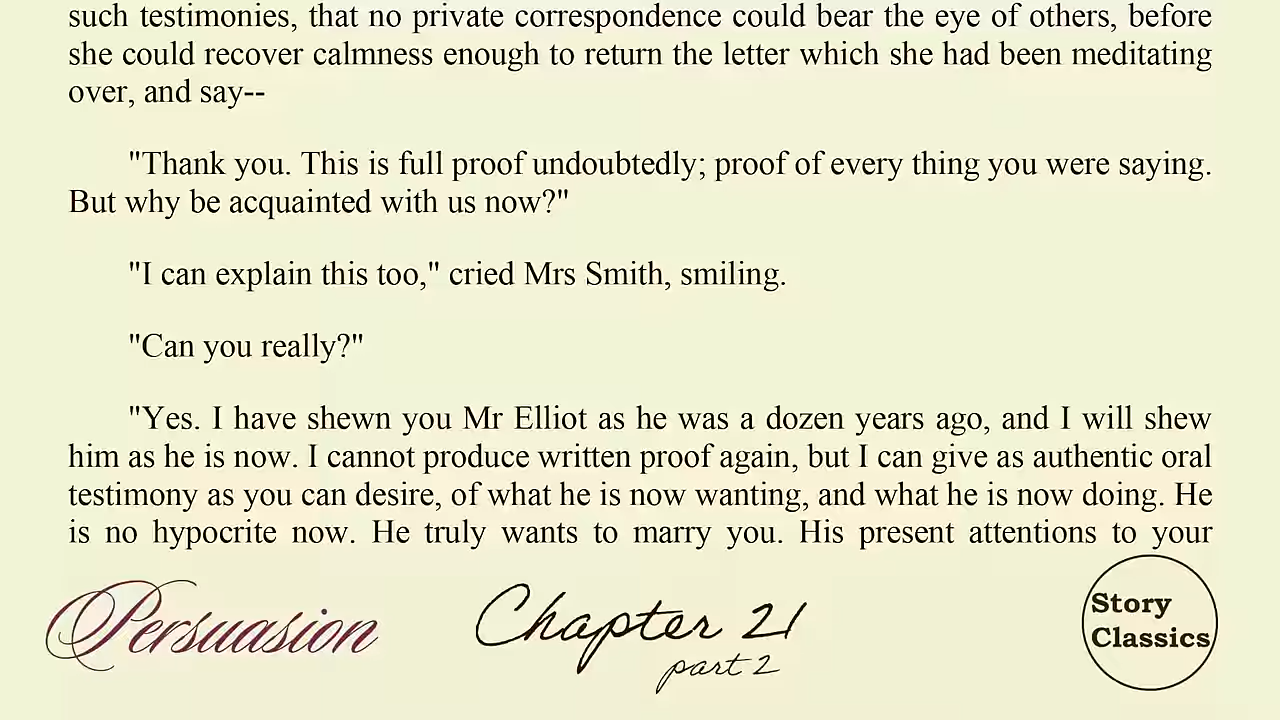 such testimonies, that no private correspondence could bear the eye of others, before
she could recover calmness enough to return the letter which she had been meditating
over, and say--
"Thank you. This is full proof undoubtedly; proof of every thing you were saying.
But why be acquainted with us now?"
"I can explain this too," cried Mrs Smith, smiling.
"Can you really?"
"Yes. I have shewn you Mr Elliot as he was a dozen years ago, and I will shew
him as he is now. I cannot produce written proof again, but I can give as authentic oral
testimony as you can desire, of what he is now wanting, and what he is now doing. He
is no hypocrite now. He truly wants to marry you. His present attentions to your
Persuasion
Chapter 21
part 2
Story
Classics